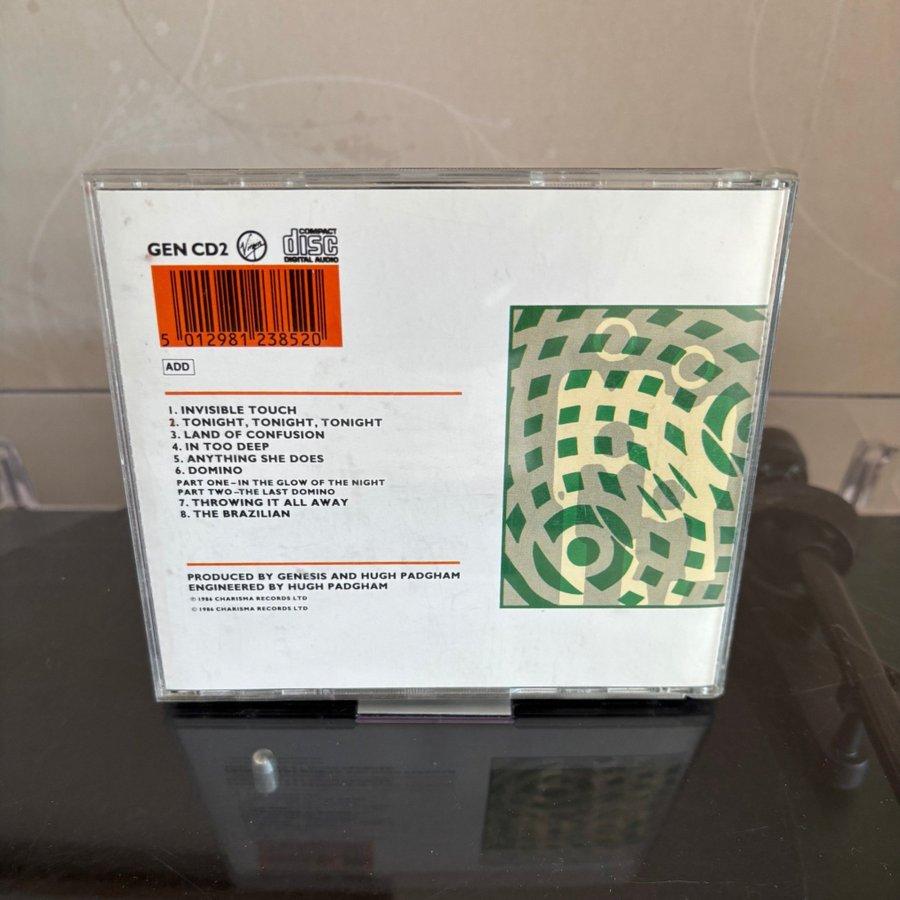 GEN CD2 Virgin COMPACT disc DIGITAL AUDIO
5 012981 238520
ADD
1. INVISIBLE TOUCH
2. TONIGHT, TONIGHT, TONIGHT
3. LAND OF CONFUSION
4. IN TOO DEEP
5. ANYTHING SHE DOES
6. DOMINO
PART ONE–IN THE GLOW OF THE NIGHT
PART TWO–THE LAST DOMINO
7. THROWING IT ALL AWAY
8. THE BRAZILIAN
PRODUCED BY GENESIS AND HUGH PADGHAM
ENGINEERED BY HUGH PADGHAM
℗ 1986 CHARISMA RECORDS LTD
© 1986 CHARISMA RECORDS LTD